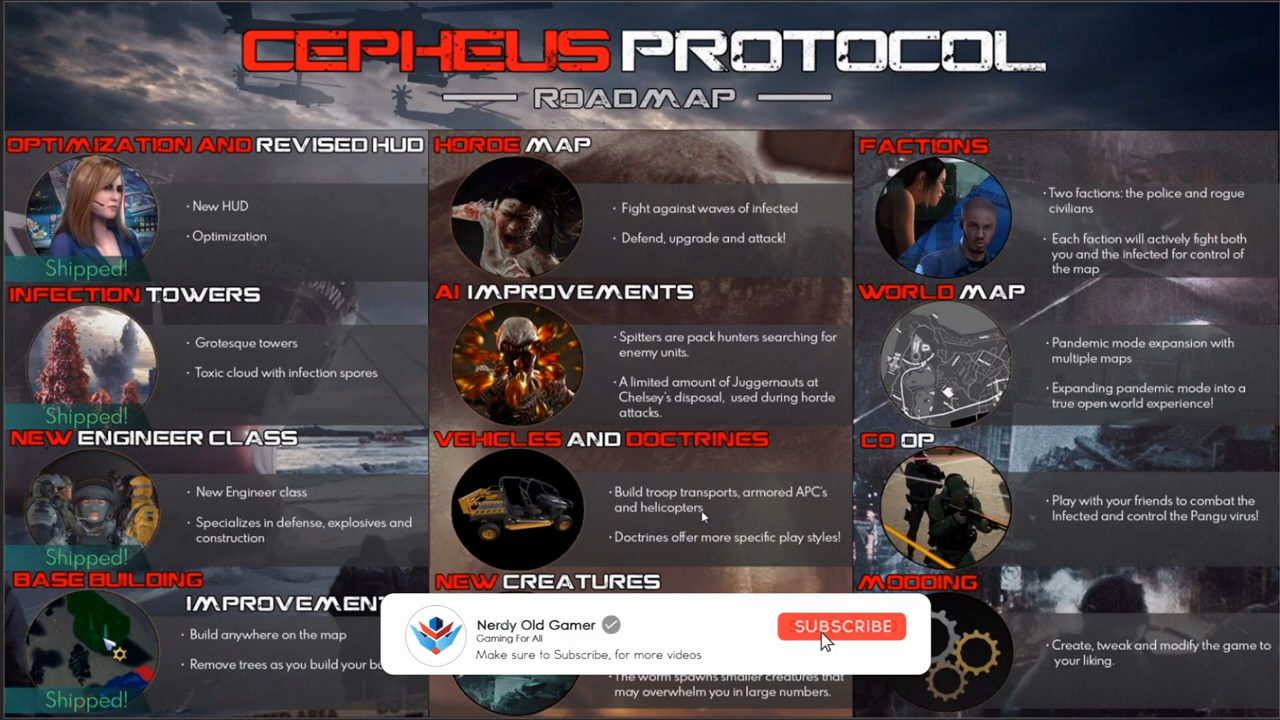 CEPHEUS PROTOCOL
ROADMAP
OPTIMIZATION AND REVISED HUD
· New HUD
· Optimization
Shipped!
INFECTION TOWERS
· Grotesque towers
· Toxic cloud with infection spores
Shipped!
NEW ENGINEER CLASS
· New Engineer class
· Specializes in defense, explosives and
construction
Shipped!
BASE BUILDING
IMPROVEMEN
· Build anywhere on the map
· Remove trees as you build your
Shipped!
HORDE MAP
· Fight against waves of infected
· Defend, upgrade and attack!
AI IMPROVEMENTS
· Spitters are pack hunters searching for
enemy units.
· A limited amount of Juggernauts at
Chelsey's disposal, used during horde
attacks.
VEHICLES AND DOCTRINES
· Build troop transports, armored APC's
and helicopters
· Doctrines offer more specific play styles!
NEW CREATURES
The worm spawns smaller creatures that
may overwhelm you in large numbers.
FACTIONS
· Two factions: the police and rogue
civilians
· Each faction will actively fight both
you and the infected for control of
the map
WORLD MAP
· Pandemic mode expansion with
multiple maps
· Expanding pandemic mode into a
true open world experience!
CO OP
· Play with your friends to combat the
Infected and control the Pangu virus!
MODDING
· Create, tweak and modify the game to
your liking.
Nerdy Old Gamer
Gaming For All
Make sure to Subscribe, for more videos
SUBSCRIBE